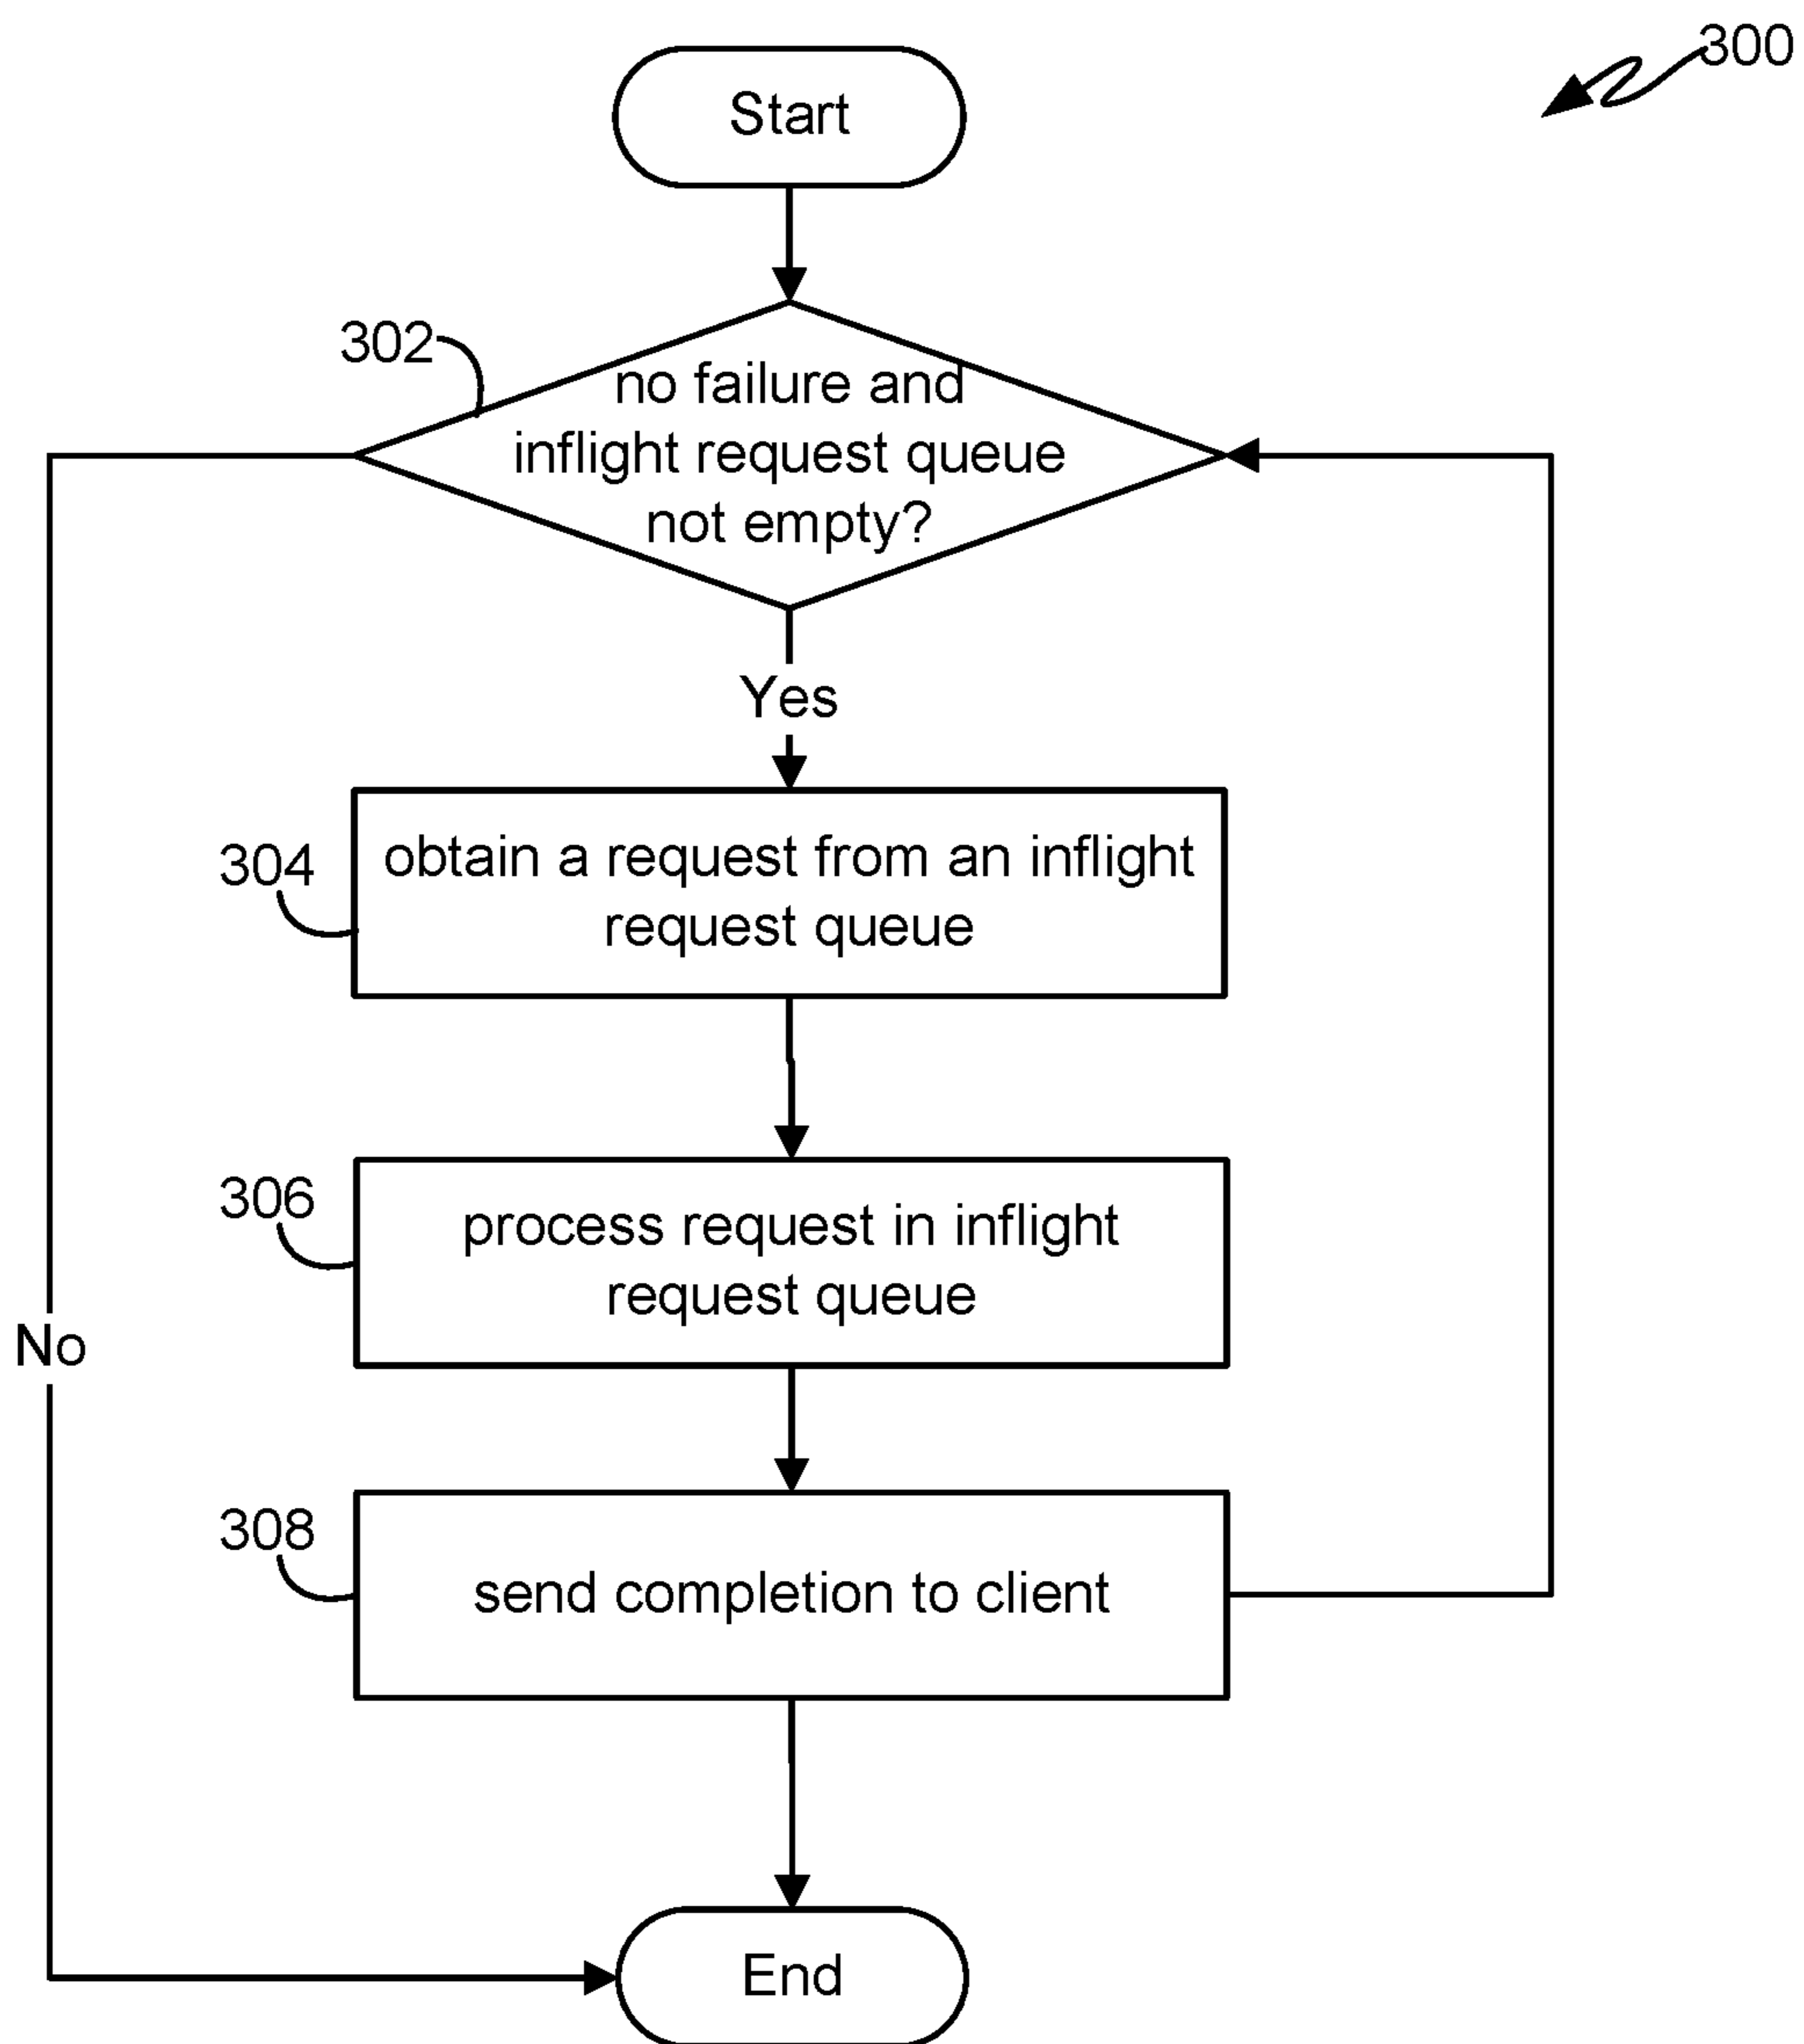 300
Start
302
no failure and
inflight request queue
not empty?
Yes
304
obtain a request from an inflight
request queue
306
process request in inflight
request queue
No
308
send completion to client
End